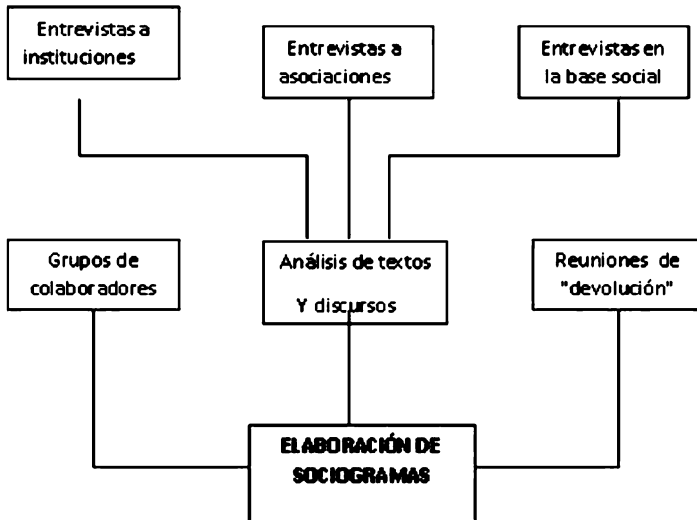 Entrevistas a
instituciones
Entrevistas a
asociaciones
Entrevistas en
la base social
Grupos de
colaboradores
Análisis de textos
Y discursos
Reuniones de
"devolución"
ELABORACIÓN DE
SOCIOGRAMAS